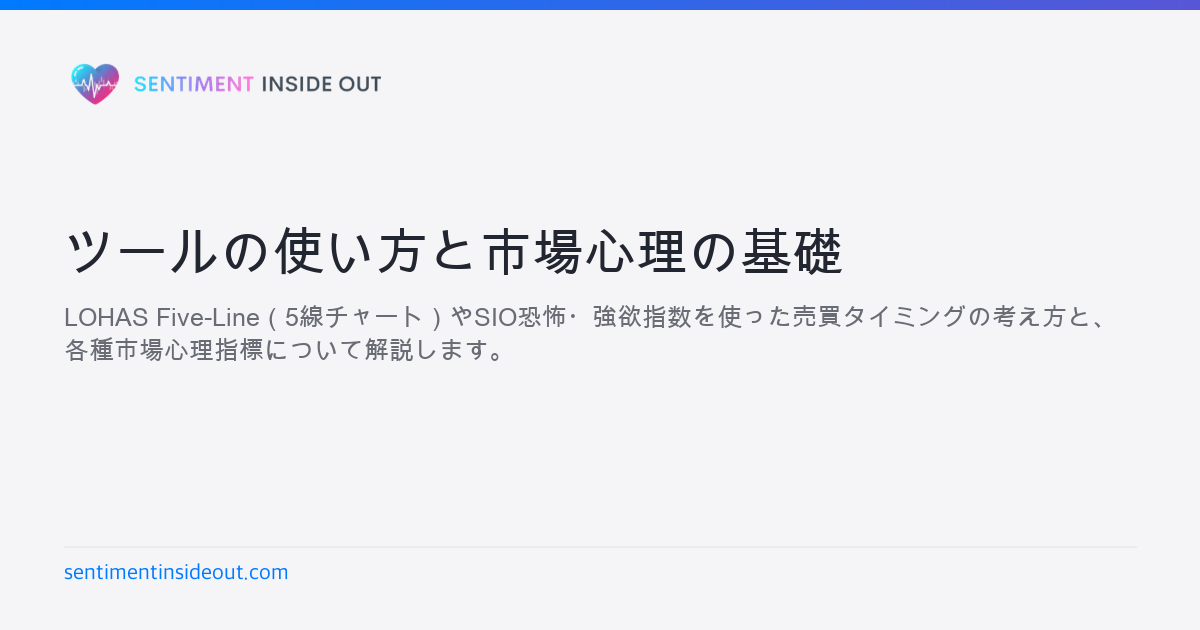 SENTIMENT INSIDE OUT
ツールの使い方と市場心理の基礎
LOHAS Five-Line（5線チャート）やSIO恐怖・強欲指数を使った売買タイミングの考え方と、
各種市場心理指標について解説します。
sentimentinsideout.com